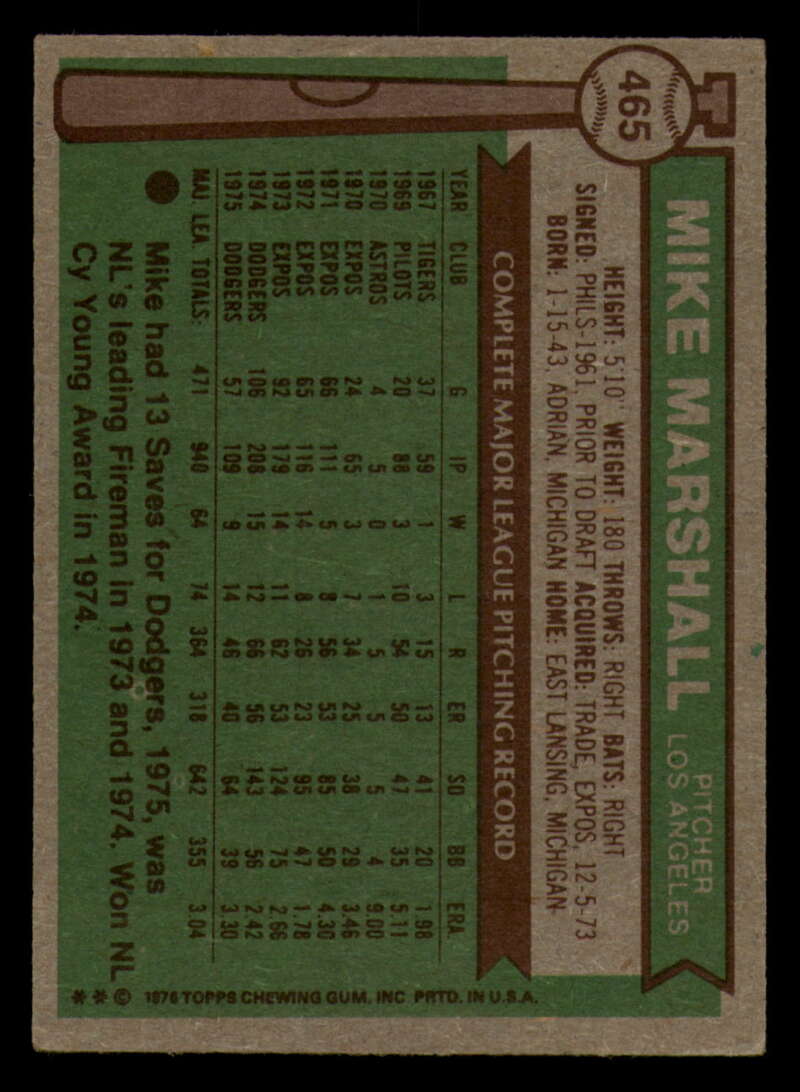 465
MIKE MARSHALL
PITCHER
LOS ANGELES
HEIGHT: 5'10" WEIGHT: 180 THROWS: RIGHT BATS: RIGHT
SIGNED: PHILS-1961, PRIOR TO DRAFT ACQUIRED: TRADE, EXPOS, 12-5-73
BORN: 1-15-43, ADRIAN, MICHIGAN HOME: EAST LANSING, MICHIGAN
COMPLETE MAJOR LEAGUE PITCHING RECORD
YEAR CLUB G IP W L R ER SO BB ERA
1967 TIGERS 37 59 1 3 15 13 41 20 1.98
1969 PILOTS 20 88 3 10 54 50 47 35 5.11
1970 ASTROS 4 5 0 1 5 5 5 4 9.00
1970 EXPOS 24 65 3 7 34 25 38 29 3.46
1971 EXPOS 66 111 5 8 56 53 85 50 4.30
1972 EXPOS 65 116 14 8 26 23 95 47 1.78
1973 EXPOS 92 179 14 11 62 53 124 75 2.66
1974 DODGERS 106 208 15 12 66 56 143 56 2.42
1975 DODGERS 57 109 9 14 46 40 64 39 3.30
MAJ. LEA. TOTALS: 471 940 64 74 364 318 642 355 3.04
Mike had 13 Saves for Dodgers, 1975, was
NL's leading Fireman in 1973 and 1974. Won NL
Cy Young Award in 1974.
** © 1976 TOPPS CHEWING GUM, INC. PRTD. IN U.S.A.